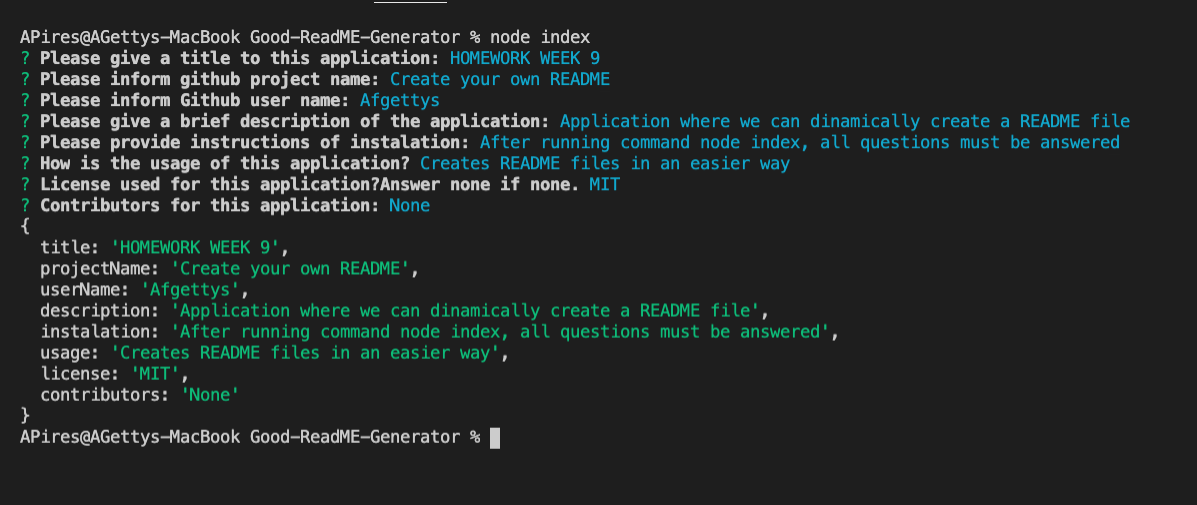 APires@AGettys-MacBook Good-ReadME-Generator % node index
? Please give a title to this application: HOMEWORK WEEK 9
? Please inform github project name: Create your own README
? Please inform Github user name: Afgettys
? Please give a brief description of the application: Application where we can dinamically create a README file
? Please provide instructions of instalation: After running command node index, all questions must be answered
? How is the usage of this application? Creates README files in an easier way
? License used for this application?Answer none if none. MIT
? Contributors for this application: None
{
  title: 'HOMEWORK WEEK 9',
  projectName: 'Create your own README',
  userName: 'Afgettys',
  description: 'Application where we can dinamically create a README file',
  instalation: 'After running command node index, all questions must be answered',
  usage: 'Creates README files in an easier way',
  license: 'MIT',
  contributors: 'None'
}
APires@AGettys-MacBook Good-ReadME-Generator %